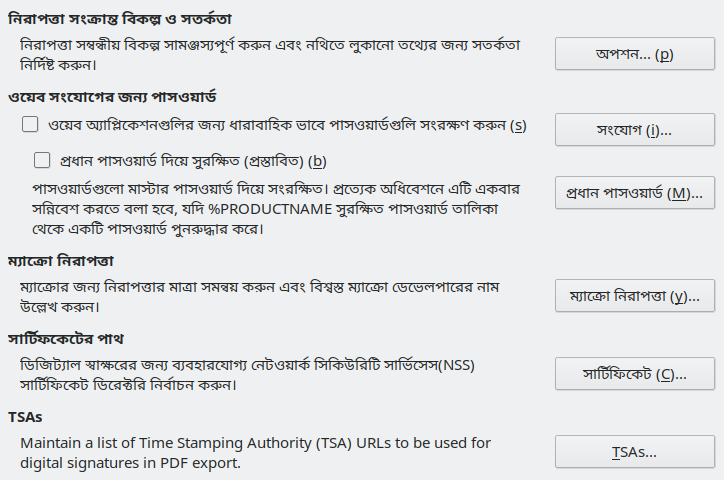 নিরাপত্তা সংক্রান্ত বিকল্প ও সতর্কতা
নিরাপত্তা সম্বন্ধীয় বিকল্প সামঞ্জস্যপূর্ণ করুন এবং নথিতে লুকানো তথ্যের জন্য সতর্কতা
নির্দিষ্ট করুন।
অপশন... (p)
ওয়েব সংযোগের জন্য পাসওয়ার্ড
ওয়েব অ্যাপ্লিকেশনগুলির জন্য ধারাবাহিক ভাবে পাসওয়ার্ডগুলি সংরক্ষণ করুন (s)
সংযোগ (i)...
প্রধান পাসওয়ার্ড দিয়ে সুরক্ষিত (প্রস্তাবিত) (b)
পাসওয়ার্ডগুলো মাস্টার পাসওয়ার্ড দিয়ে সংরক্ষিত। প্রত্যেক অধিবেশনে এটি একবার
সন্নিবেশ করতে বলা হবে, যদি %PRODUCTNAME সুরক্ষিত পাসওয়ার্ড তালিকা
থেকে একটি পাসওয়ার্ড পুনরুদ্ধার করে।
প্রধান পাসওয়ার্ড (M)...
ম্যাক্রো নিরাপত্তা
ম্যাক্রোর জন্য নিরাপত্তার মাত্রা সমন্বয় করুন এবং বিশ্বস্ত ম্যাক্রো ডেভেলপারের নাম
উল্লেখ করুন।
ম্যাক্রো নিরাপত্তা (y)...
সার্টিফকেটের পাথ
ডিজিট্যাল স্বাক্ষরের জন্য ব্যবহারযোগ্য নেটওয়ার্ক সিকিউরিটি সার্ভিসেস(NSS)
সার্টিফিকেট ডিরেক্টরি নির্বাচন করুন।
সার্টিফিকেট (C)...
TSAs
Maintain a list of Time Stamping Authority (TSA) URLs to be used for
digital signatures in PDF export.
TSAs...